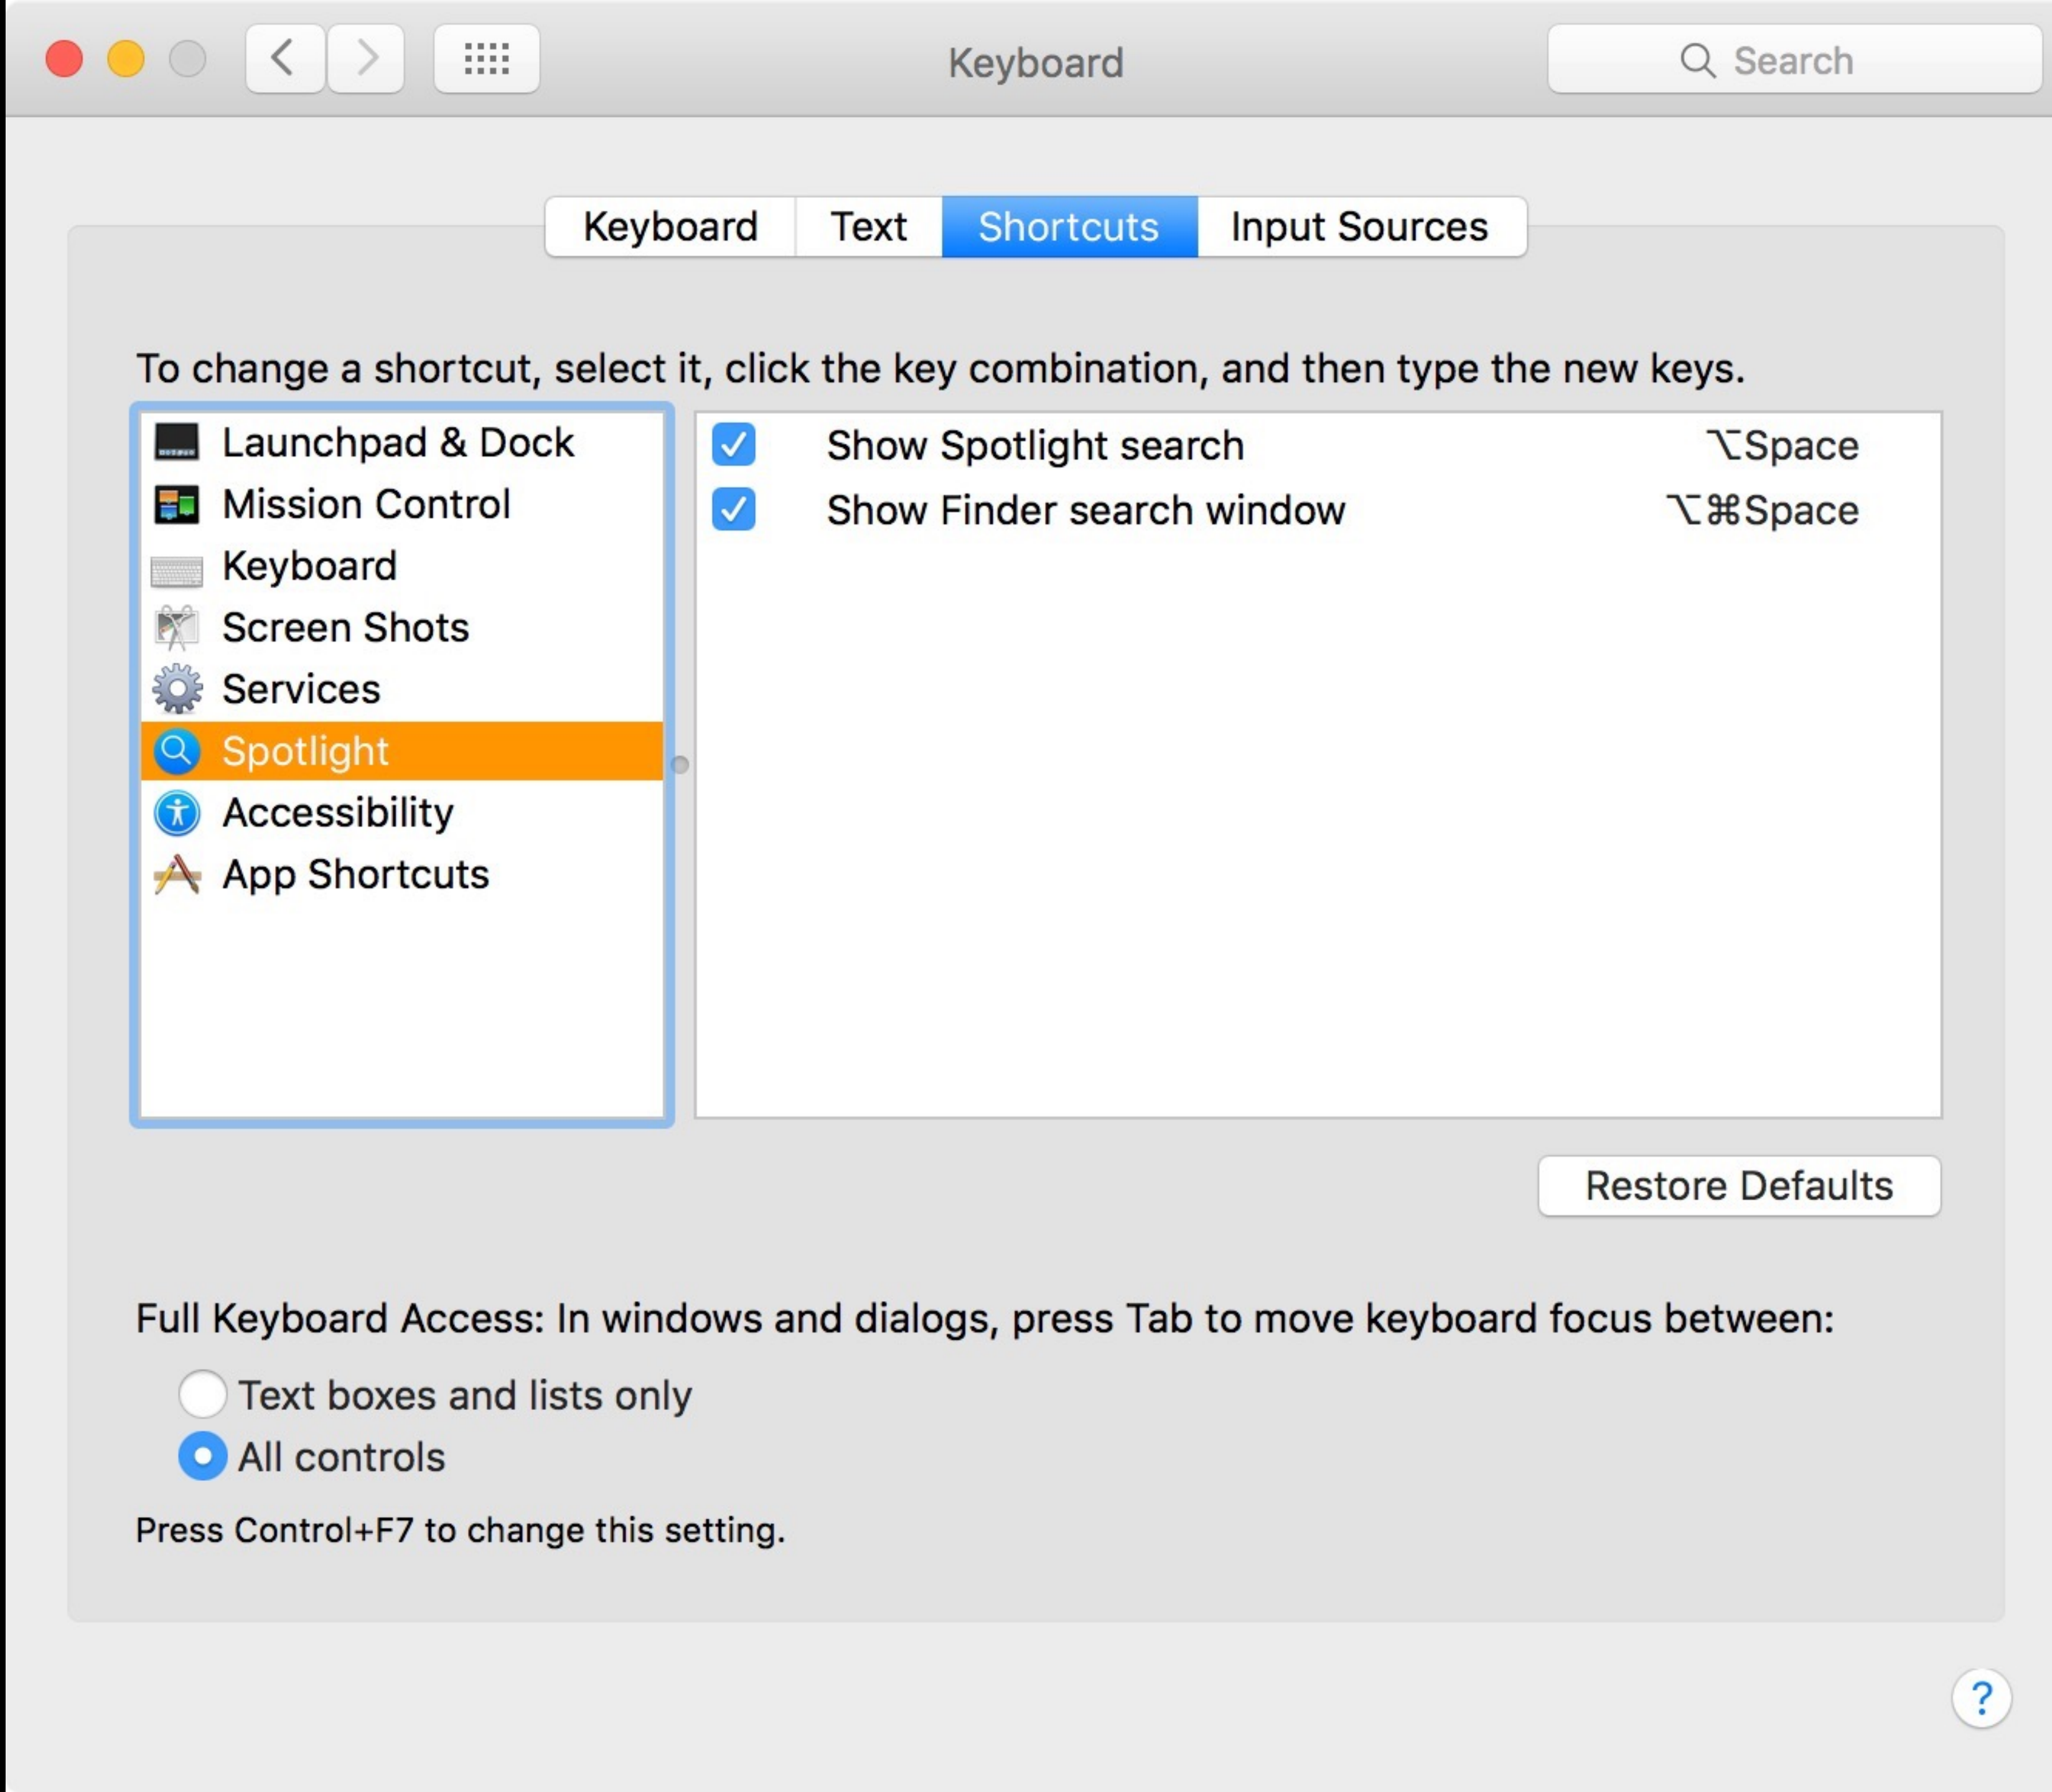 Keyboard
Search
Keyboard Text Shortcuts Input Sources
To change a shortcut, select it, click the key combination, and then type the new keys.
Launchpad & Dock
Mission Control
Keyboard
Screen Shots
Services
Spotlight
Accessibility
App Shortcuts
Show Spotlight search ⌥Space
Show Finder search window ⌥⌘Space
Restore Defaults
Full Keyboard Access: In windows and dialogs, press Tab to move keyboard focus between:
Text boxes and lists only
All controls
Press Control+F7 to change this setting.
?